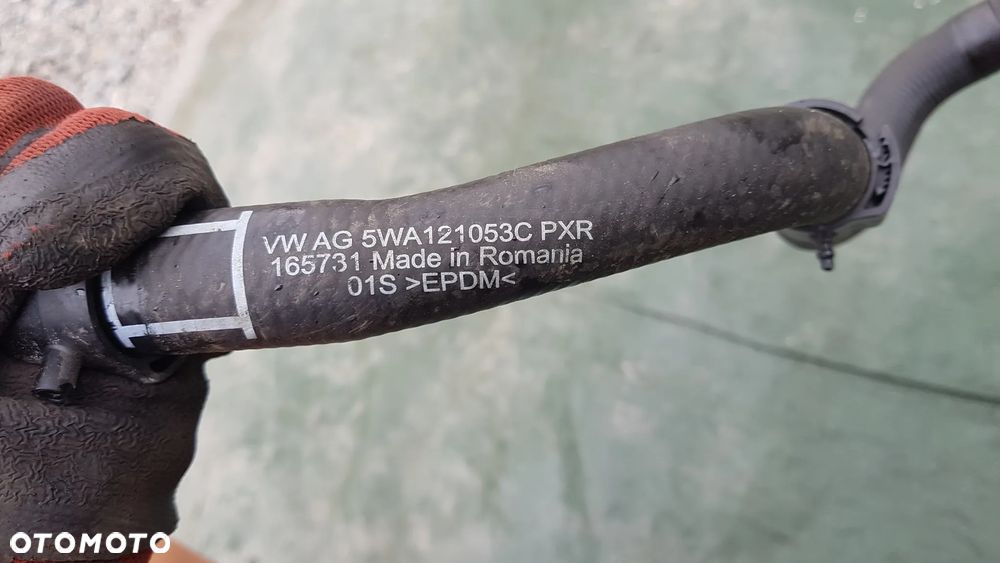 VW AG 5WA121053C PXR
165731 Made in Romania
01S >EPDM<
OTOMOTO